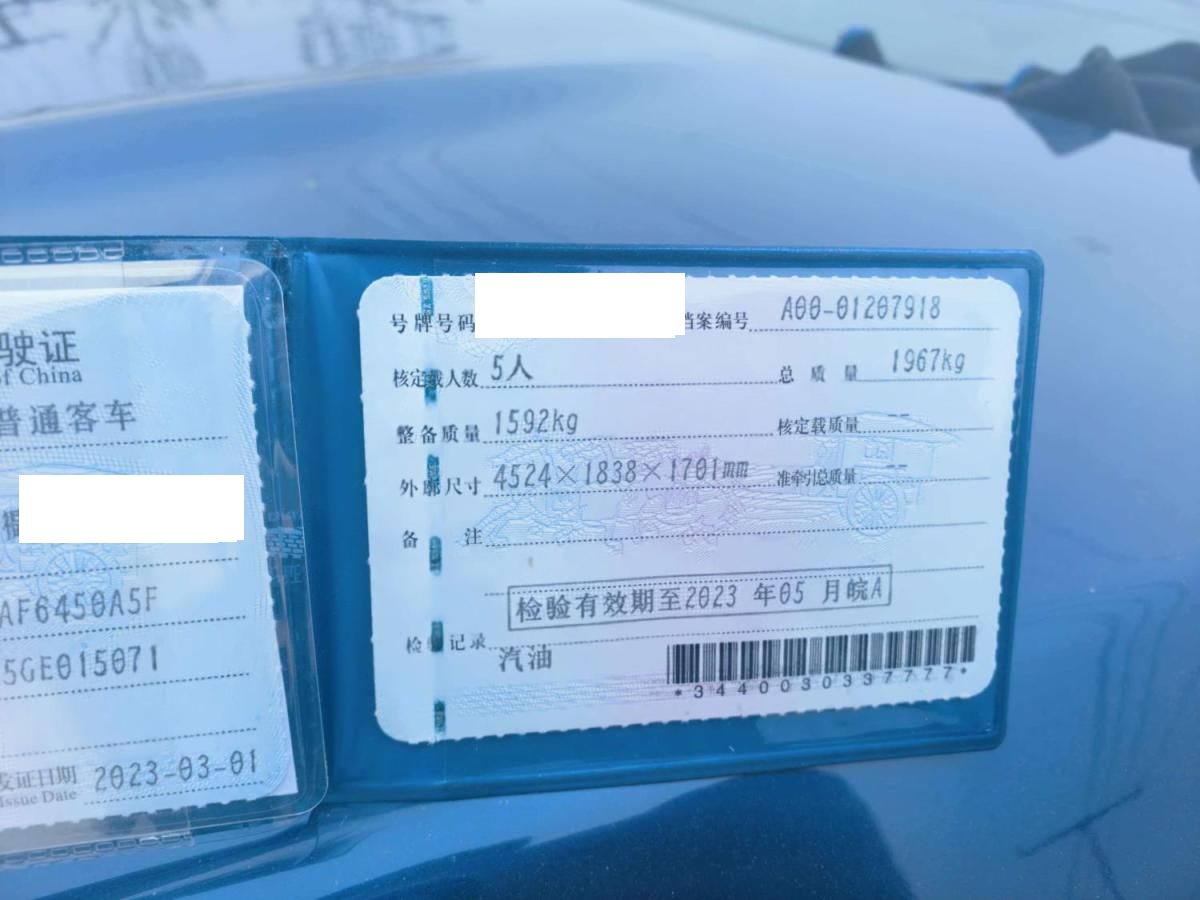 驶证
of China
普通客车
AF6450A5F
5GE015071
发证日期 2023-03-01
Issue Date
号牌号码 档案编号 A00-01207918
核定载人数 5人 总质量 1967kg
整备质量 1592kg 核定载质量 --
外廓尺寸 4524×1838×1701mm 准牵引总质量 --
备注
检验有效期至2023年05月皖A
检验记录
汽油
*3440030337777*